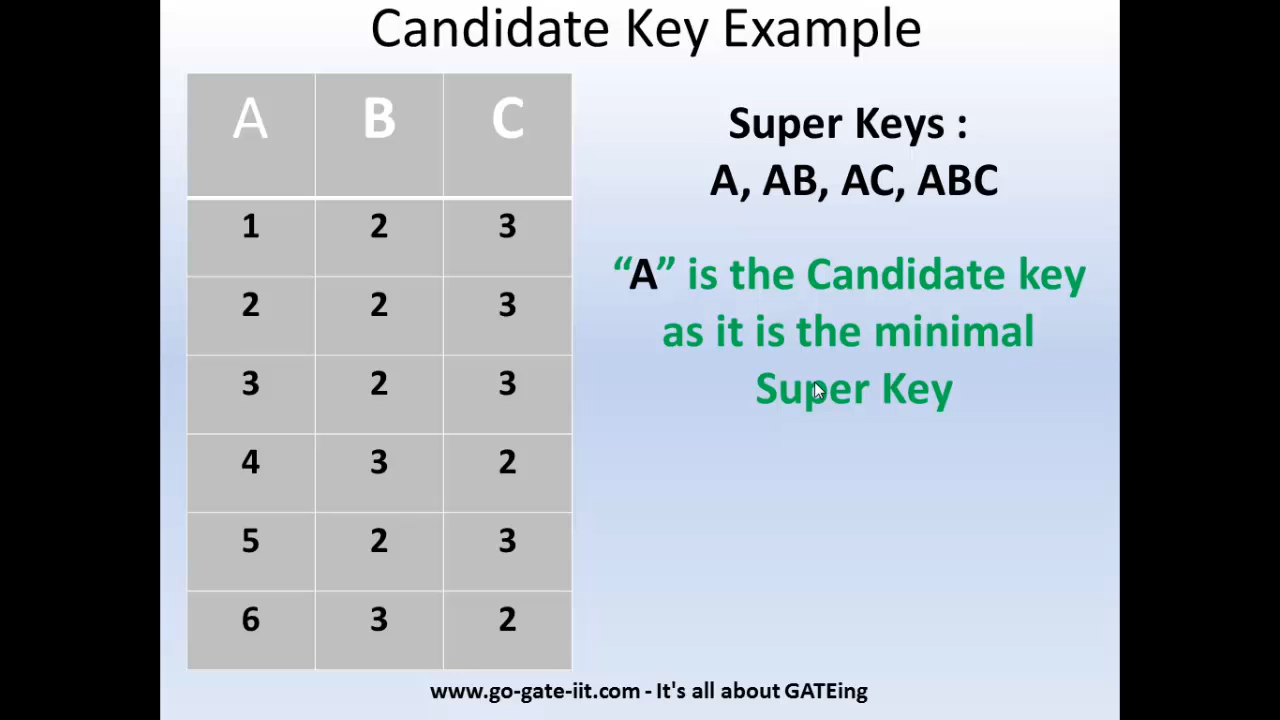 Candidate Key Example
A B C
1 2 3
2 2 3
3 2 3
4 3 2
5 2 3
6 3 2
Super Keys :
A, AB, AC, ABC
“A” is the Candidate key
as it is the minimal
Super Key
www.go-gate-iit.com - It's all about GATEing